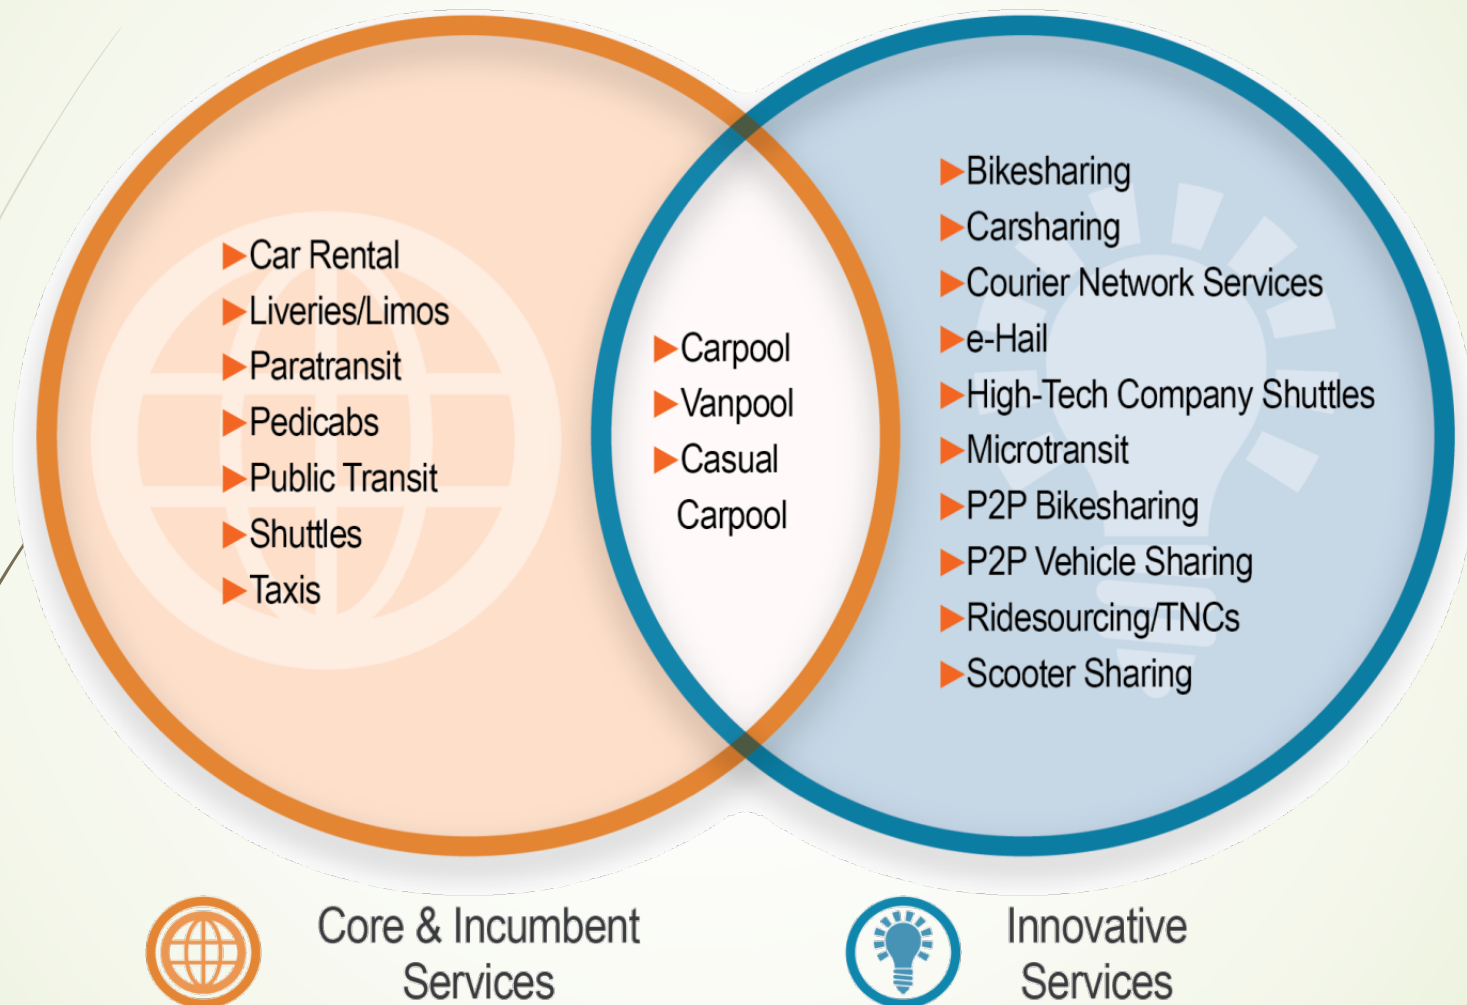 Car Rental
Liveries/Limos
Paratransit
Pedicabs
Public Transit
Shuttles
Taxis
Carpool
Vanpool
Casual
Carpool
Bikesharing
Carsharing
Courier Network Services
e-Hail
High-Tech Company Shuttles
Microtransit
P2P Bikesharing
P2P Vehicle Sharing
Ridesourcing/TNCs
Scooter Sharing
Core & Incumbent
Services
Innovative
Services